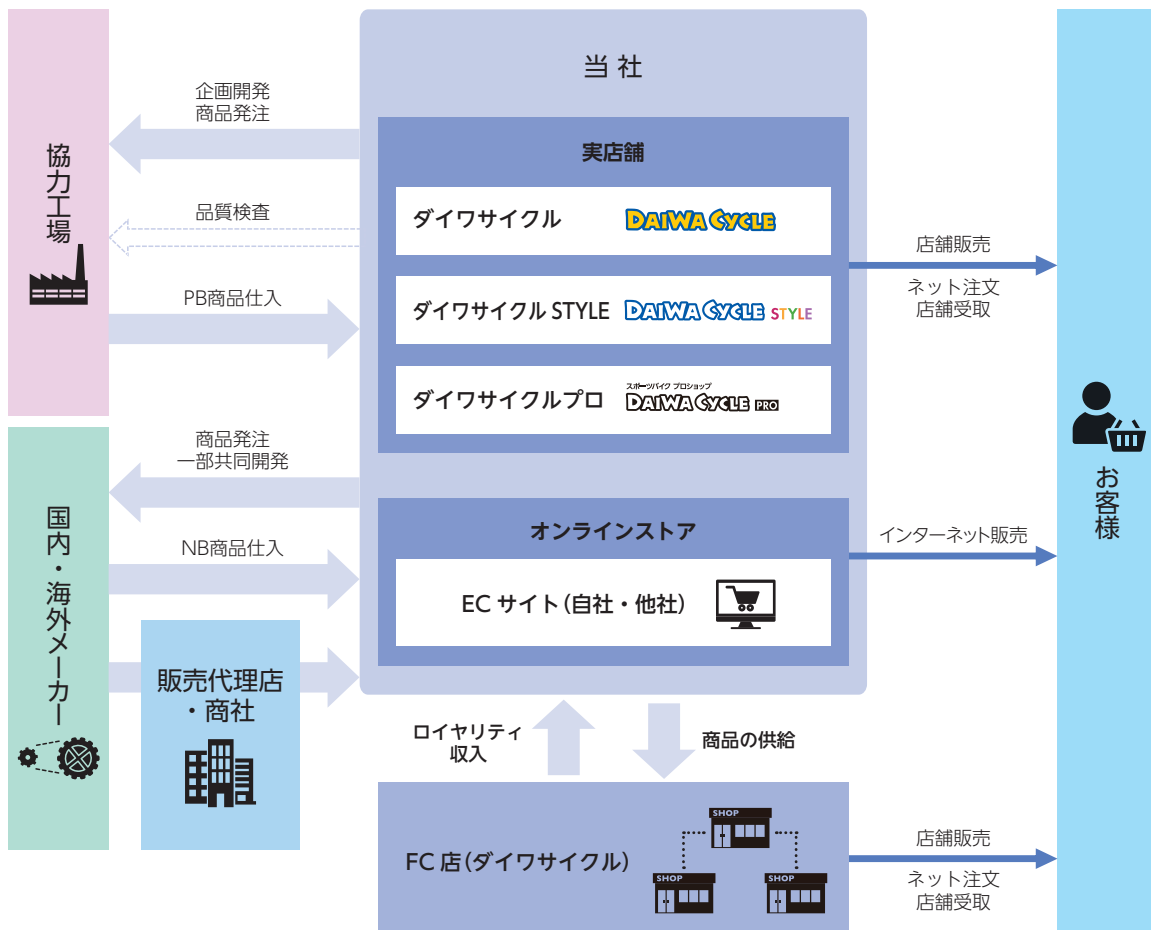 当社
協力工場
企画開発
商品発注
品質検査
PB商品仕入
実店舗
ダイワサイクル
DAIWA CYCLE
ダイワサイクル STYLE
DAIWA CYCLE STYLE
ダイワサイクルプロ
スポーツバイク プロショップ
DAIWA CYCLE PRO
店舗販売
ネット注文
店舗受取
お客様
国内・海外メーカー
商品発注
一部共同開発
NB商品仕入
オンラインストア
EC サイト(自社・他社)
インターネット販売
販売代理店
・商社
ロイヤリティ
収入
商品の供給
FC 店(ダイワサイクル)
SHOP
SHOP
SHOP
店舗販売
ネット注文
店舗受取